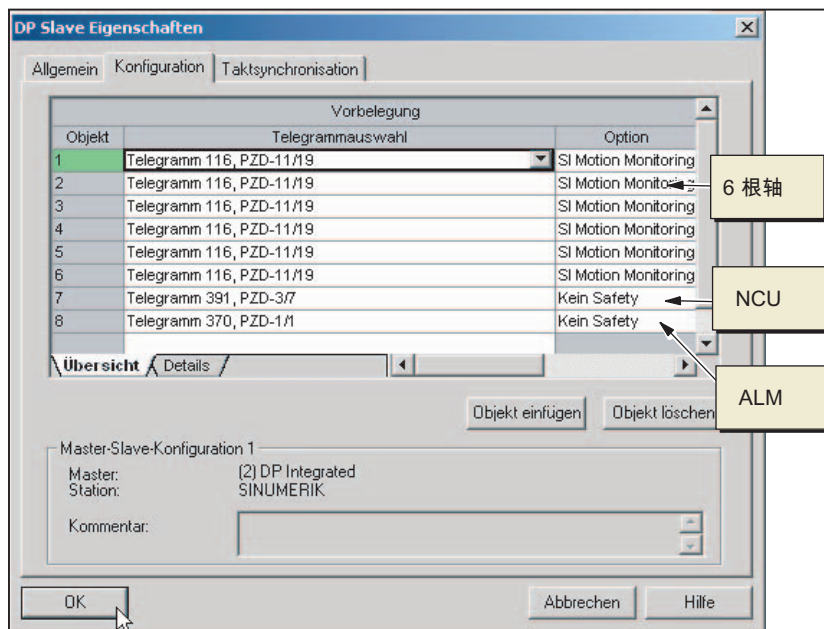 DP Slave Eigenschaften
Allgemein Konfiguration Taktsynchronisation
Vorbelegung
Objekt Telegrammauswahl Option
1 Telegramm 116, PZD-11/19 SI Motion Monitoring
2 Telegramm 116, PZD-11/19 SI Motion Monitoring
3 Telegramm 116, PZD-11/19 SI Motion Monitoring
4 Telegramm 116, PZD-11/19 SI Motion Monitoring
5 Telegramm 116, PZD-11/19 SI Motion Monitoring
6 Telegramm 116, PZD-11/19 SI Motion Monitoring
7 Telegramm 391, PZD-3/7 Kein Safety
8 Telegramm 370, PZD-1/1 Kein Safety
6 根轴
NCU
ALM
Übersicht Details
Objekt einfügen Objekt löschen
Master-Slave-Konfiguration 1
Master: (2) DP Integrated
Station: SINUMERIK
Kommentar:
OK Abbrechen Hilfe